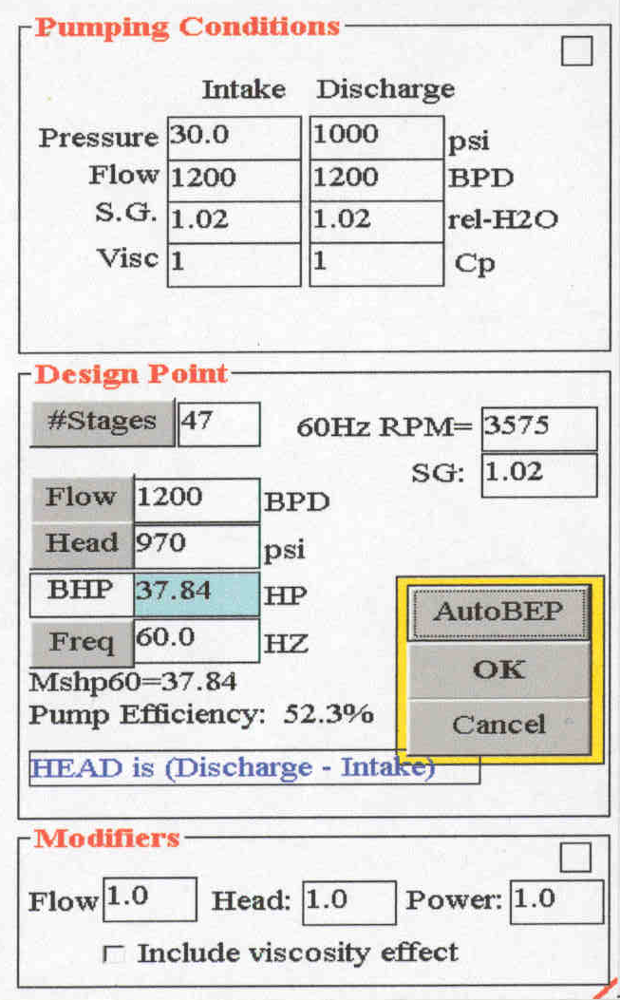 Pumping Conditions
Intake Discharge
Pressure 30.0 1000 psi
Flow 1200 1200 BPD
S.G. 1.02 1.02 rel-H2O
Visc 1 1 Cp
Design Point
#Stages 47 60Hz RPM= 3575
SG: 1.02
Flow 1200 BPD
Head 970 psi
BHP 37.84 HP
AutoBEP
Freq 60.0 HZ
OK
Mshp60=37.84
Pump Efficiency: 52.3%
Cancel
HEAD is (Discharge - Intake)
Modifiers
Flow 1.0 Head: 1.0 Power: 1.0
Include viscosity effect